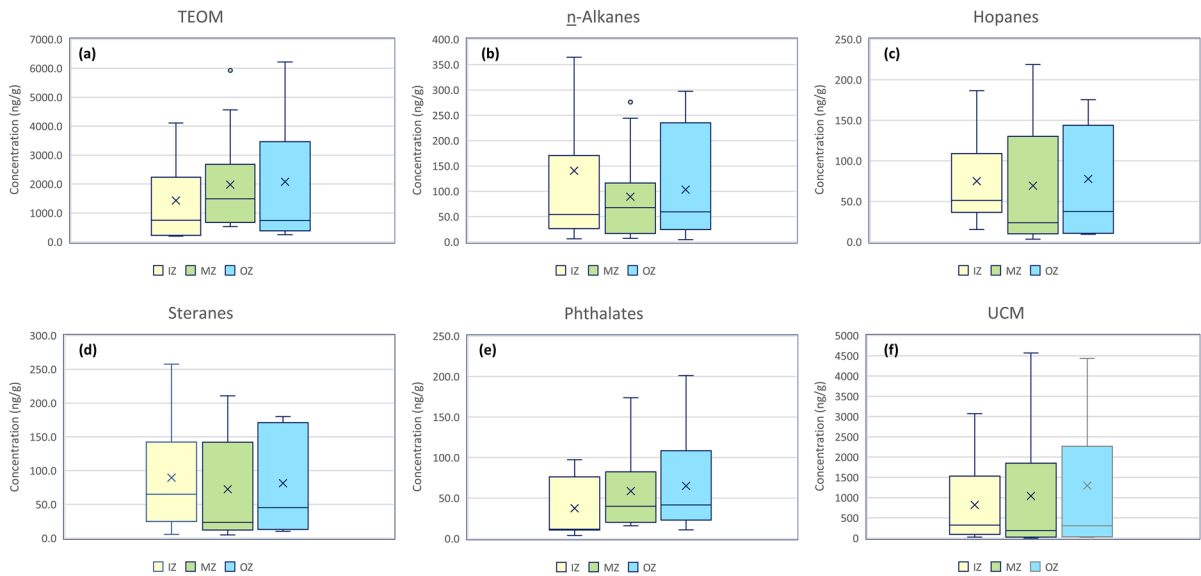 TEOM
Concentration (ng/g)
(a)
7000.0
6000.0
5000.0
4000.0
3000.0
2000.0
1000.0
0.0
IZ MZ OZ
n-Alkanes
Concentration (ng/g)
(b)
400.0
350.0
300.0
250.0
200.0
150.0
100.0
50.0
0.0
IZ MZ OZ
Hopanes
Concentration (ng/g)
(c)
250.0
200.0
150.0
100.0
50.0
0.0
IZ MZ OZ
Steranes
Concentration (ng/g)
(d)
300.0
250.0
200.0
150.0
100.0
50.0
0.0
IZ MZ OZ
Phthalates
Concentration (ng/g)
(e)
250.0
200.0
150.0
100.0
50.0
0.0
IZ MZ OZ
UCM
Concentration (ng/g)
(f)
5000
4500
4000
3500
3000
2500
2000
1500
1000
500
0
IZ MZ OZ